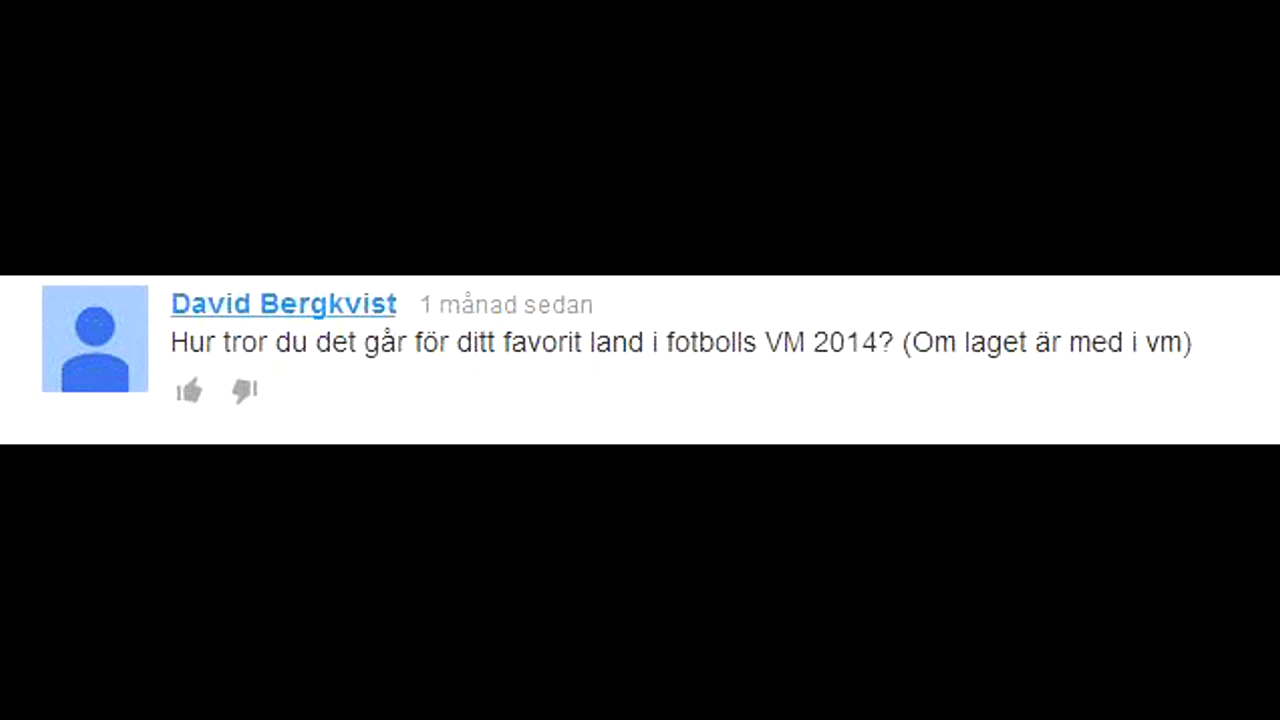 David Bergkvist 1 månad sedan
Hur tror du det går för ditt favorit land i fotbolls VM 2014? (Om laget är med i vm)